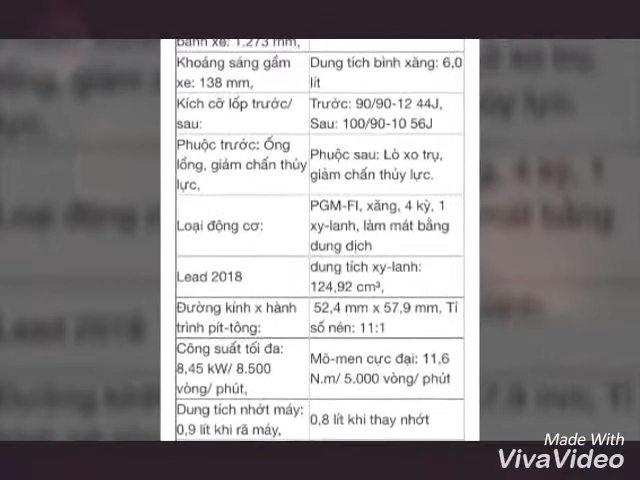 bánh xe: 1.273 mm,
Khoảng sáng gầm
xe: 138 mm,
Dung tích bình xăng: 6,0
lít
Kích cỡ lốp trước/
sau:
Trước: 90/90-12 44J,
Sau: 100/90-10 56J
Phuộc trước: Ống
lồng, giảm chấn thủy
lực,
Phuộc sau: Lò xo trụ,
giảm chấn thủy lực.
Loại động cơ:
PGM-FI, xăng, 4 kỳ, 1
xy-lanh, làm mát bằng
dung dịch
Lead 2018
dung tích xy-lanh:
124,92 cm³,
Đường kính x hành
trình pít-tông:
52,4 mm x 57,9 mm, Tỉ
số nén: 11:1
Công suất tối đa:
8,45 kW/ 8.500
vòng/ phút,
Mô-men cực đại: 11,6
N.m/ 5.000 vòng/ phút
Dung tích nhớt máy:
0,9 lít khi rã máy,
0,8 lít khi thay nhớt
Made With
VivaVideo